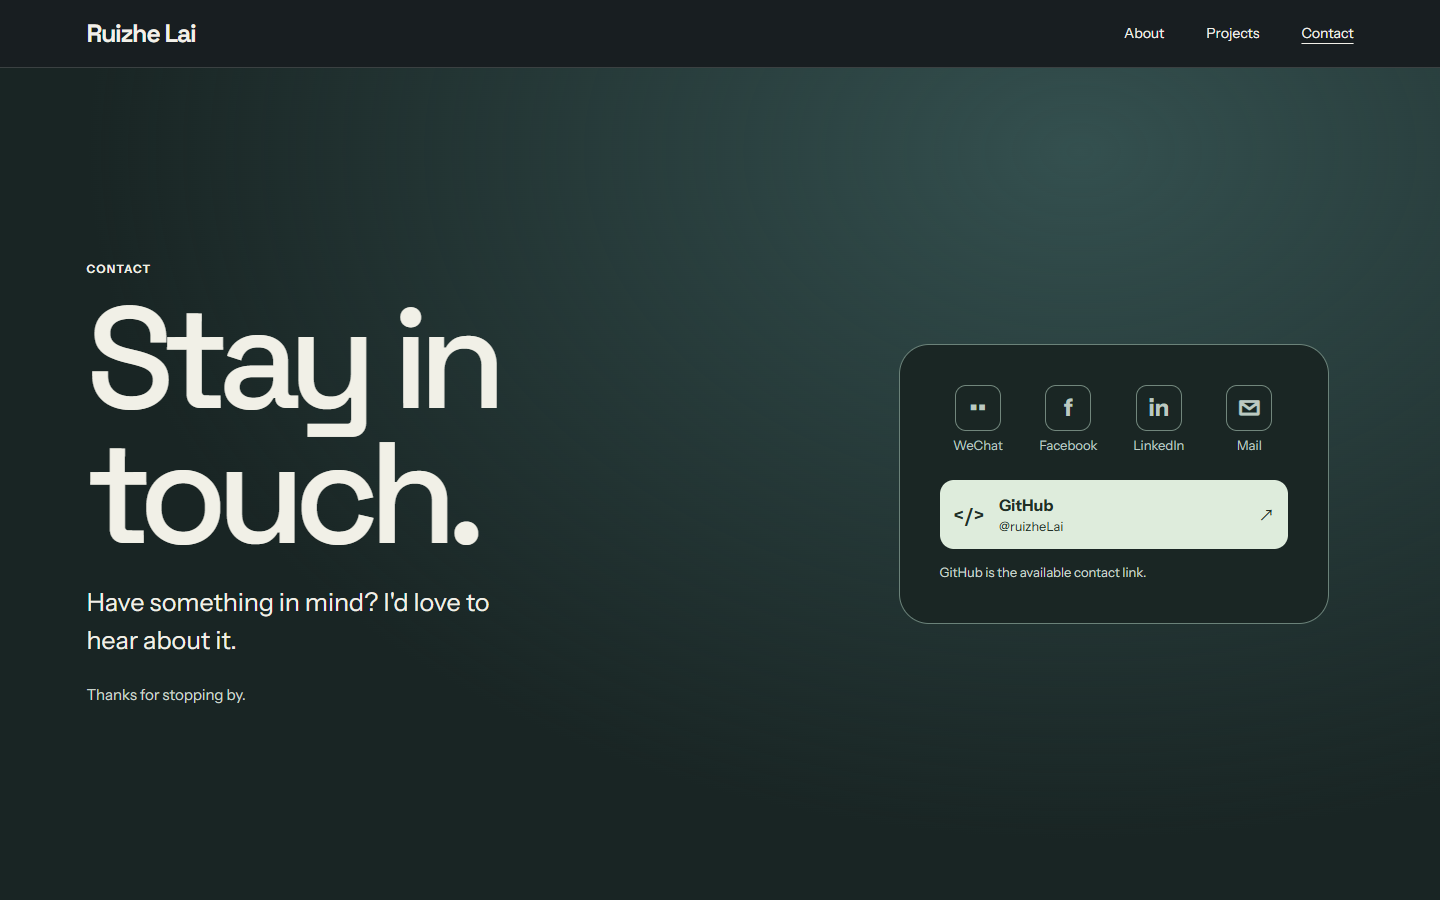 Ruizhe Lai
About
Projects
Contact
CONTACT
Stay in
touch.
Have something in mind? I'd love to
hear about it.
Thanks for stopping by.
f
in
WeChat
Facebook
LinkedIn
Mail
</> GitHub ↗
@ruizheLai
GitHub is the available contact link.